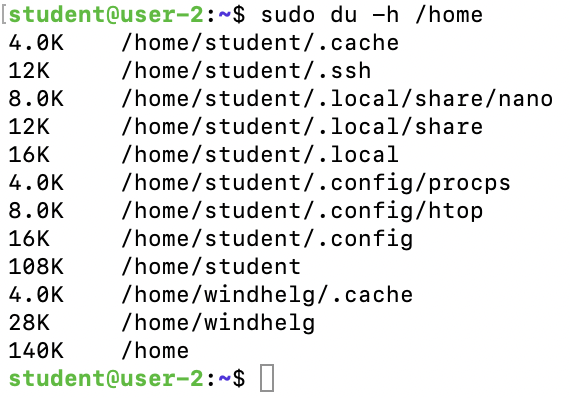 [student@user-2:~$ sudo du -h /home
4.0K    /home/student/.cache
12K     /home/student/.ssh
8.0K    /home/student/.local/share/nano
12K     /home/student/.local/share
16K     /home/student/.local
4.0K    /home/student/.config/procps
8.0K    /home/student/.config/htop
16K     /home/student/.config
108K    /home/student
4.0K    /home/windhelg/.cache
28K     /home/windhelg
140K    /home
student@user-2:~$